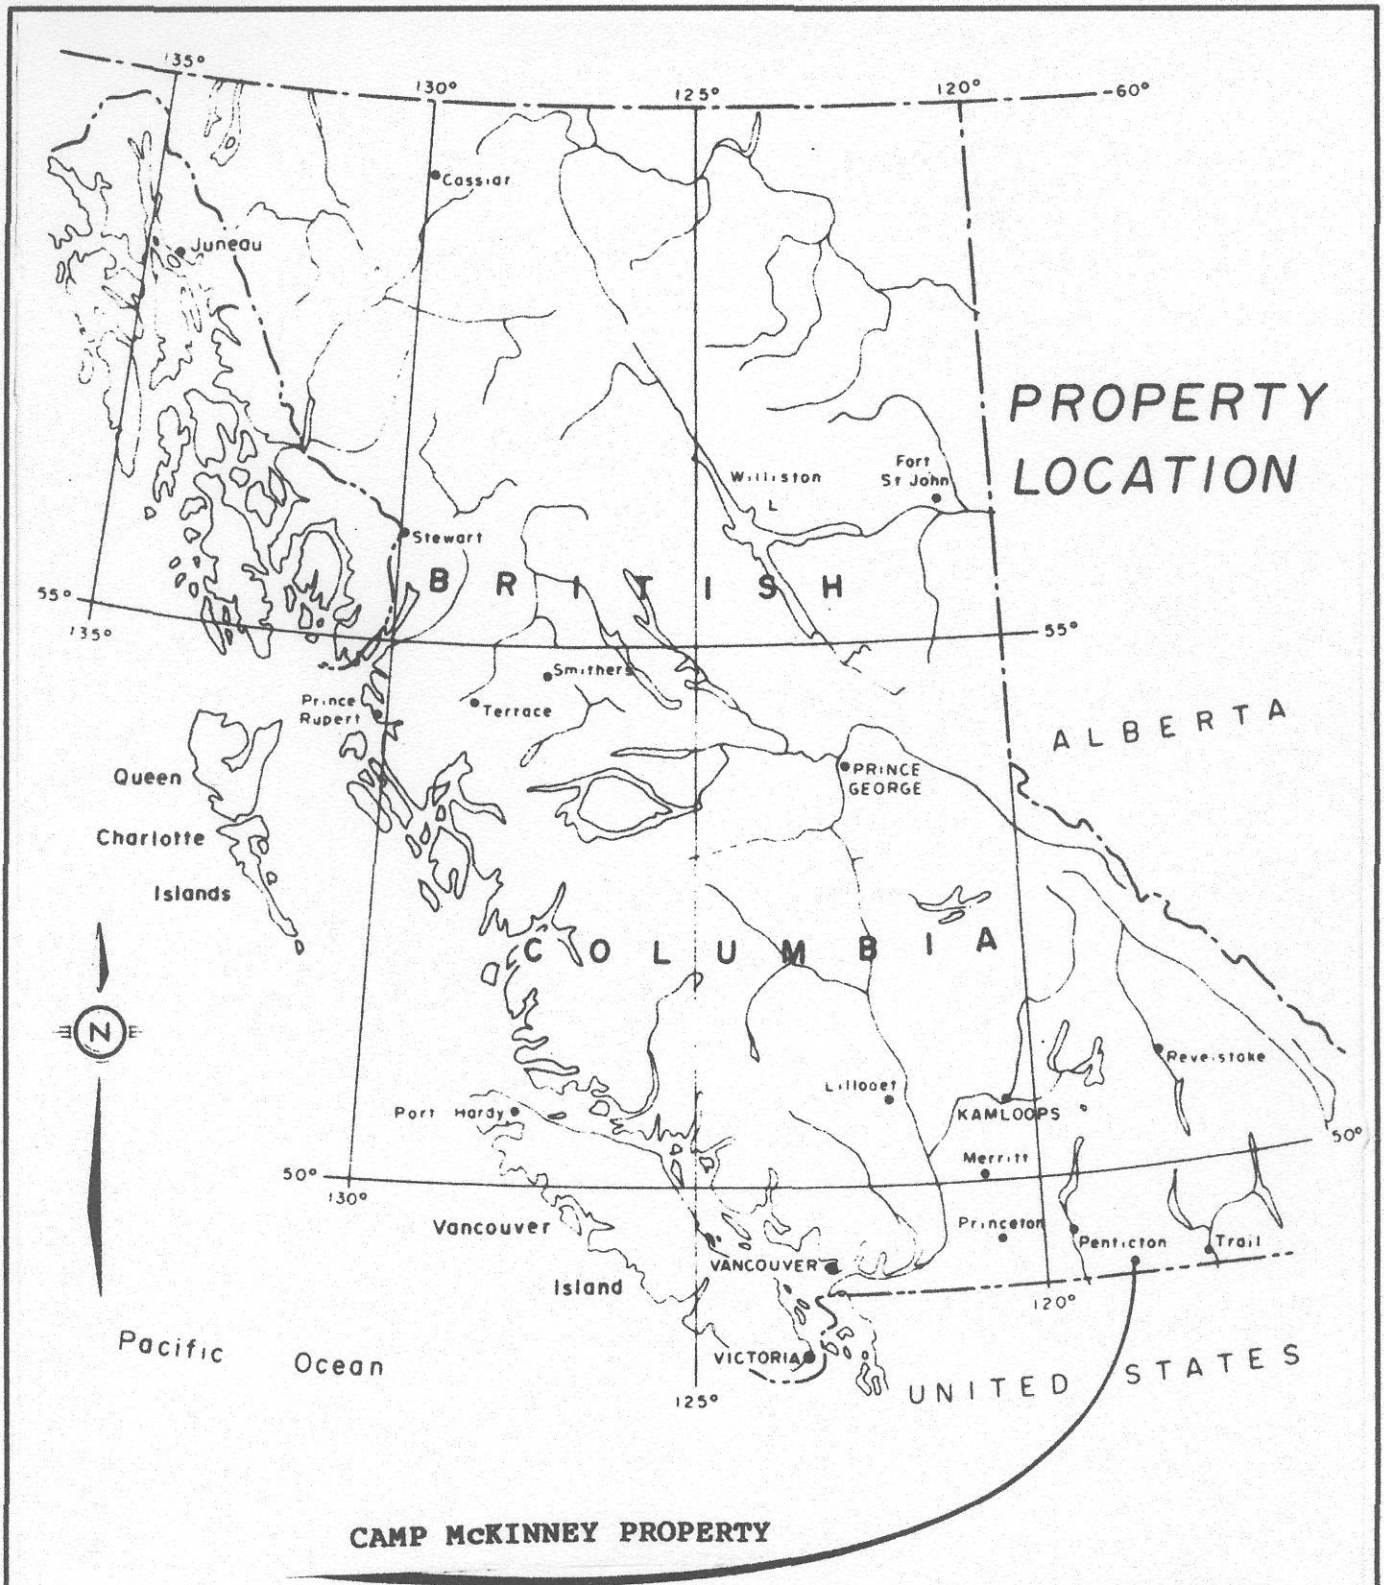 135°
130°
125°
120°
60°
Cassiar
Juneau
PROPERTY
LOCATION
Williston
L
Fort
St John
Stewart
BRITISH
55°
135°
55°
Smithers
Prince
Rupert
Terrace
ALBERTA
Queen
Charlotte
Islands
PRINCE
GEORGE
COLUMBIA
N
Revelstoke
Lillooet
Port Hardy
KAMLOOPS
50°
Merritt
50°
130°
Vancouver
Island
Princeton
Penticton
Trail
VANCOUVER
120°
Pacific Ocean
VICTORIA
UNITED STATES
125°
CAMP McKINNEY PROPERTY